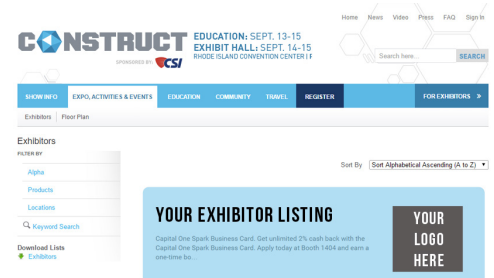 Home News Video Press FAQ Sign In
CONSTRUCT
SPONSORED BY: CSI
EDUCATION: SEPT. 13-15
EXHIBIT HALL: SEPT. 14-15
RHODE ISLAND CONVENTION CENTER | F
Search here... SEARCH
SHOW INFO EXPO, ACTIVITIES & EVENTS EDUCATION COMMUNITY TRAVEL REGISTER FOR EXHIBITORS »
Exhibitors Floor Plan
Exhibitors
FILTER BY
Alpha
Products
Locations
Keyword Search
Download Lists
Exhibitors
Sort By Sort Alphabetical Ascending (A to Z)
YOUR EXHIBITOR LISTING
Capital One Spark Business Card. Get unlimited 2% cash back with the
Capital One Spark Business Card. Apply today at Booth 1404 and earn a
one-time bo...
YOUR
LOGO
HERE